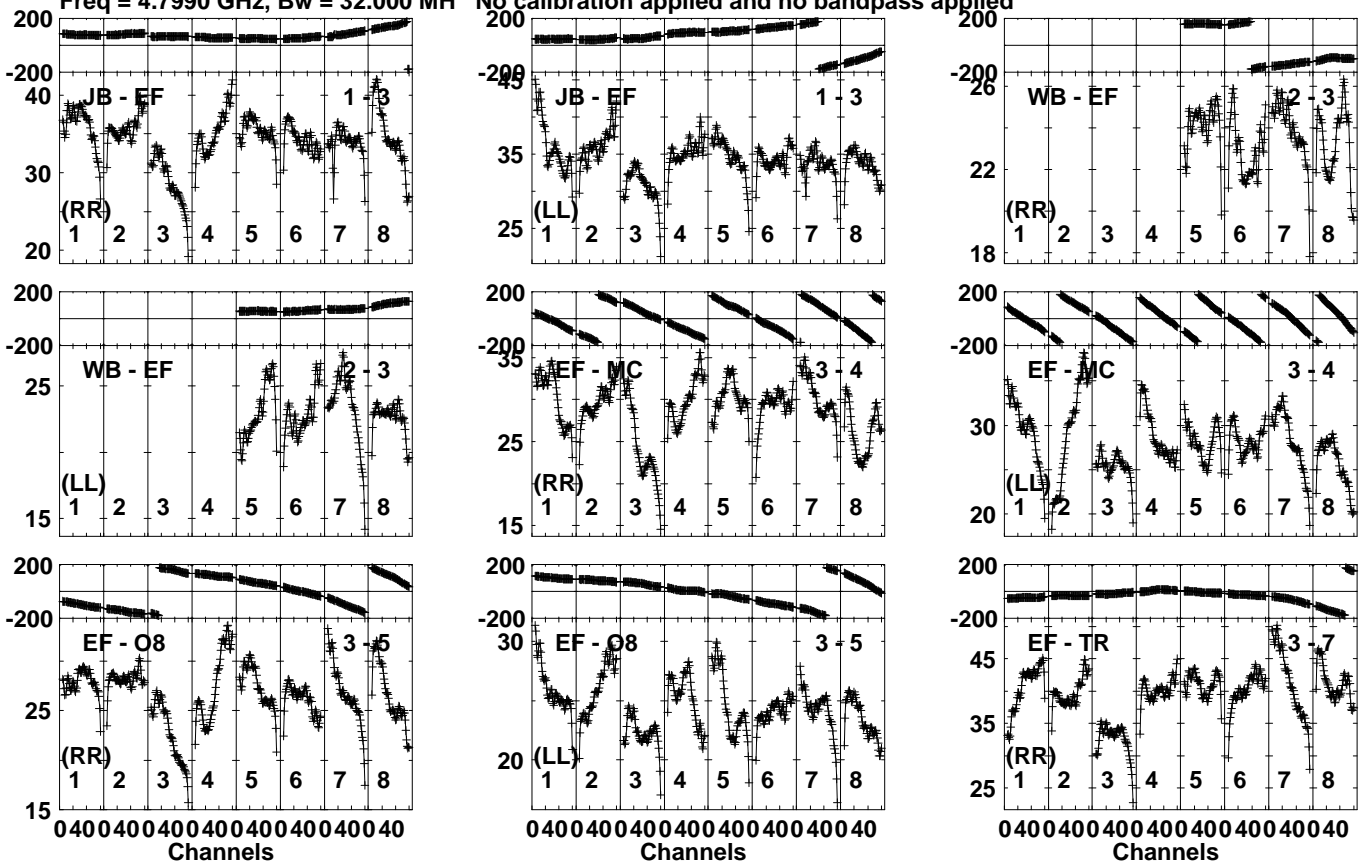 Freq = 4.7990 GHz, Bw = 32.000 MH No calibration applied and no bandpass applied
200 200 200
-200 -200 -200
JB - EF 1 - 3 JB - EF 1 - 3 WB - EF 2 - 3
40 45 26
30 35 22
(RR) (LL) (RR)
1 2 3 4 5 6 7 8 1 2 3 4 5 6 7 8 1 2 3 4 5 6 7 8
20 25 18
200 200 200
-200 -200 -200
WB - EF 2 - 3 EF - MC 3 - 4 EF - MC 3 - 4
25 35 30
25
(LL) (RR) (LL)
1 2 3 4 5 6 7 8 1 2 3 4 5 6 7 8 1 2 3 4 5 6 7 8
15 15 20
200 200 200
-200 -200 -200
EF - O8 3 - 5 EF - O8 3 - 5 EF - TR 3 - 7
25 30 45
35
(RR) (LL) (RR)
1 2 3 4 5 6 7 8 1 2 3 4 5 6 7 8 1 2 3 4 5 6 7 8
15 20 25
0 40 0 40 0 40 0 40 0 40 0 40 0 40 0 40 0 40 0 40 0 40 0 40 0 40 0 40 0 40 0 40 0 40 0 40 0 40 0 40 0 40 0 40 0 40 0 40
Channels Channels Channels